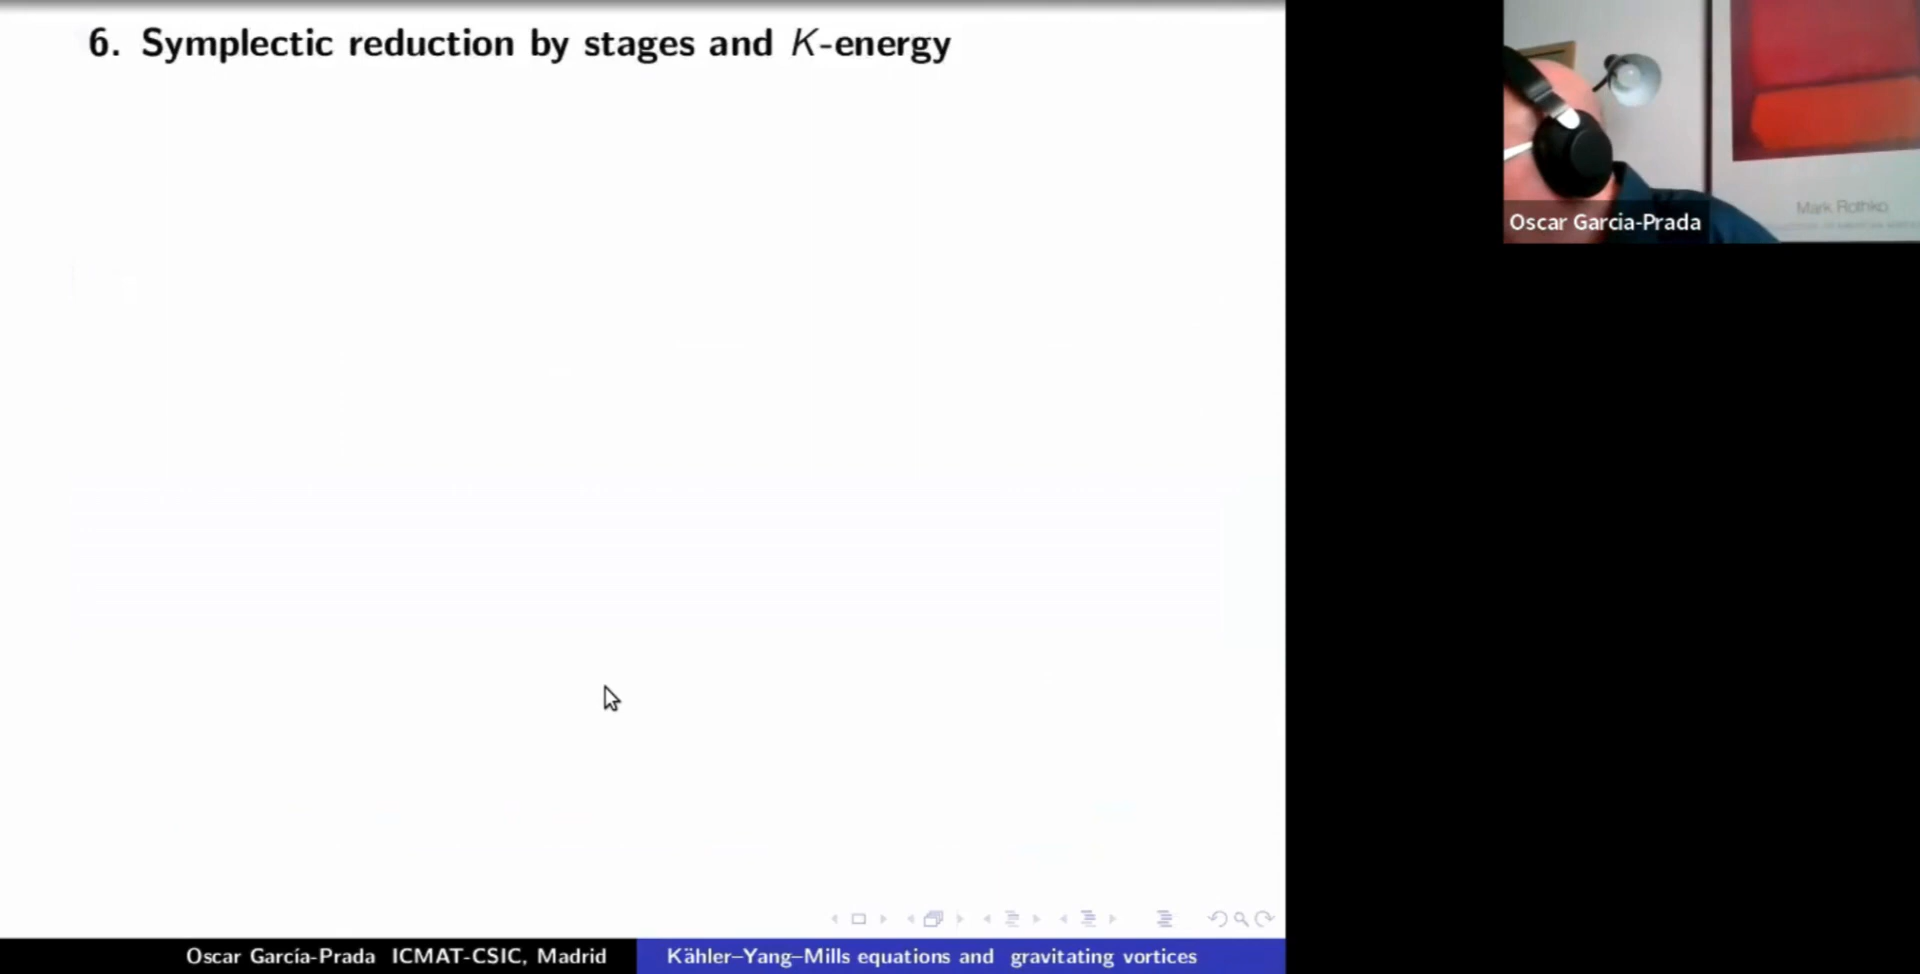 6. Symplectic reduction by stages and K-energy
Mark Rothko
Oscar Garcia-Prada
Oscar García-Prada ICMAT-CSIC, Madrid
Kähler–Yang–Mills equations and gravitating vortices